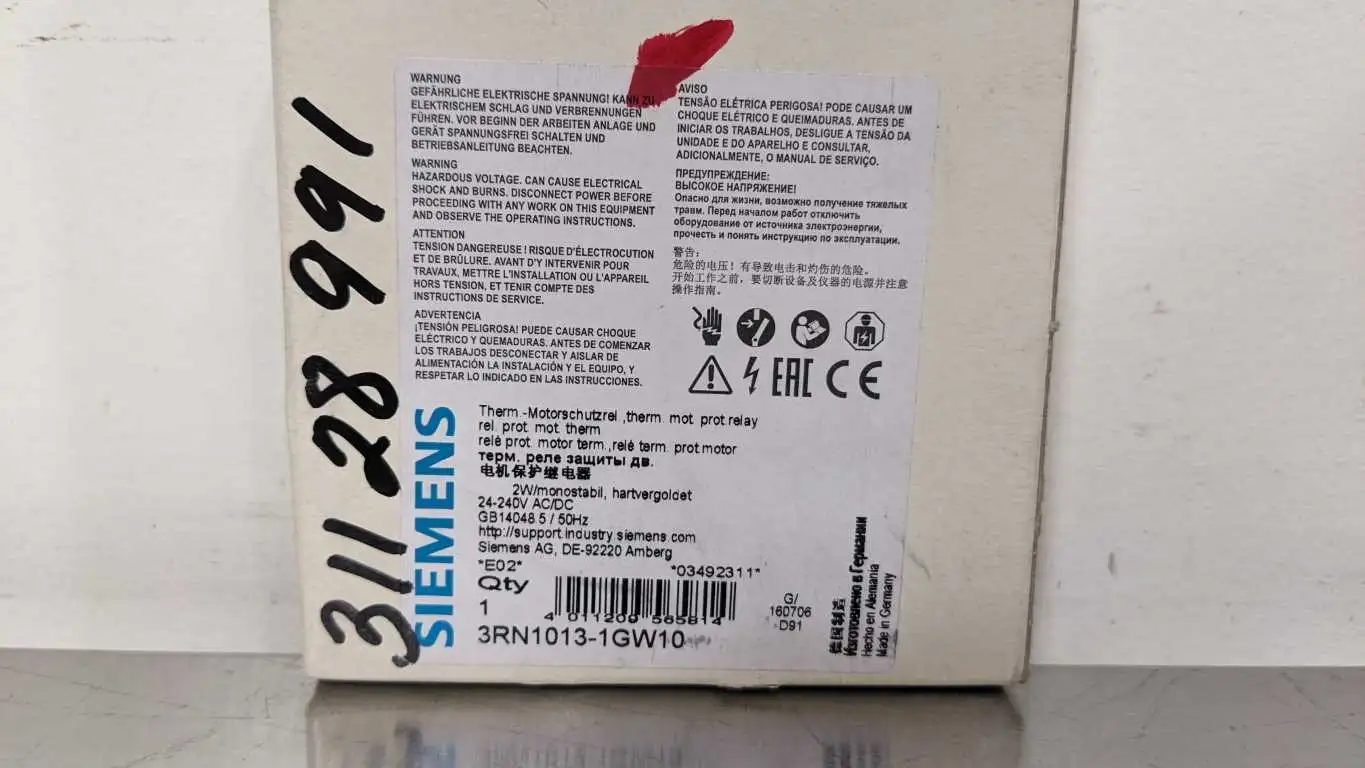 311 28 991
WARNUNG
GEFÄHRLICHE ELEKTRISCHE SPANNUNG! KANN ZU
ELEKTRISCHEM SCHLAG UND VERBRENNUNGEN
FÜHREN. VOR BEGINN DER ARBEITEN ANLAGE UND
GERÄT SPANNUNGSFREI SCHALTEN UND
BETRIEBSANLEITUNG BEACHTEN.
WARNING
HAZARDOUS VOLTAGE. CAN CAUSE ELECTRICAL
SHOCK AND BURNS. DISCONNECT POWER BEFORE
PROCEEDING WITH ANY WORK ON THIS EQUIPMENT
AND OBSERVE THE OPERATING INSTRUCTIONS.
ATTENTION
TENSION DANGEREUSE ! RISQUE D'ÉLECTROCUTION
ET DE BRÛLURE. AVANT D'Y INTERVENIR POUR
TRAVAUX, METTRE L'INSTALLATION OU L'APPAREIL
HORS TENSION, ET TENIR COMPTE DES
INSTRUCTIONS DE SERVICE.
ADVERTENCIA
¡TENSIÓN PELIGROSA! PUEDE CAUSAR CHOQUE
ELÉCTRICO Y QUEMADURAS. ANTES DE COMENZAR
LOS TRABAJOS DESCONECTAR Y AISLAR DE
ALIMENTACIÓN LA INSTALACIÓN Y EL EQUIPO, Y
RESPETAR LO INDICADO EN LAS INSTRUCCIONES.
AVISO
TENSÃO ELÉTRICA PERIGOSA! PODE CAUSAR UM
CHOQUE ELÉTRICO E QUEIMADURAS. ANTES DE
INICIAR OS TRABALHOS, DESLIGUE A TENSÃO DA
UNIDADE E DO APARELHO E CONSULTAR,
ADICIONALMENTE, O MANUAL DE SERVIÇO.
ПРЕДУПРЕЖДЕНИЕ:
ВЫСОКОЕ НАПРЯЖЕНИЕ!
Опасно для жизни, возможно получение тяжелых
травм. Перед началом работ отключить
оборудование от источника электроэнергии,
прочесть и понять инструкцию по эксплуатации.
警告：
危险的电压！有导致电击和灼伤的危险。
开始工作之前，要切断设备及仪器的电源并注意
操作指南。
EAC CE
SIEMENS
Therm.-Motorschutzrel.,therm. mot. prot.relay
rel. prot. mot. therm
relè prot. motor term.,relé term. prot.motor
терм. реле защиты дв.
电机保护继电器
2W/monostabil, hartvergoldet
24-240V AC/DC
GB14048.5 / 50Hz
http://support.industry.siemens.com
Siemens AG, DE-92220 Amberg
*E02* *03492311*
Qty
1
4 011209 565814
3RN1013-1GW10
G/
160706
D91
德国制造
Изготовлено в Германии
Hecho en Alemania
Made in Germany